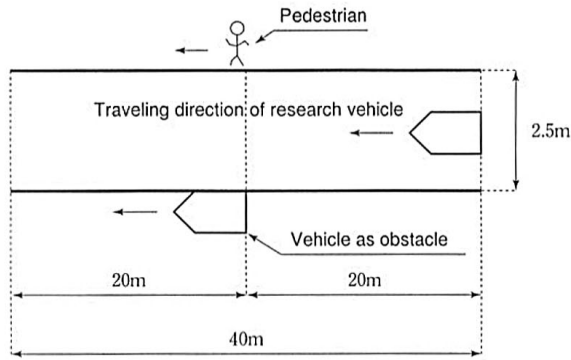 Pedestrian
Traveling direction of research vehicle
2.5m
Vehicle as obstacle
20m
20m
40m